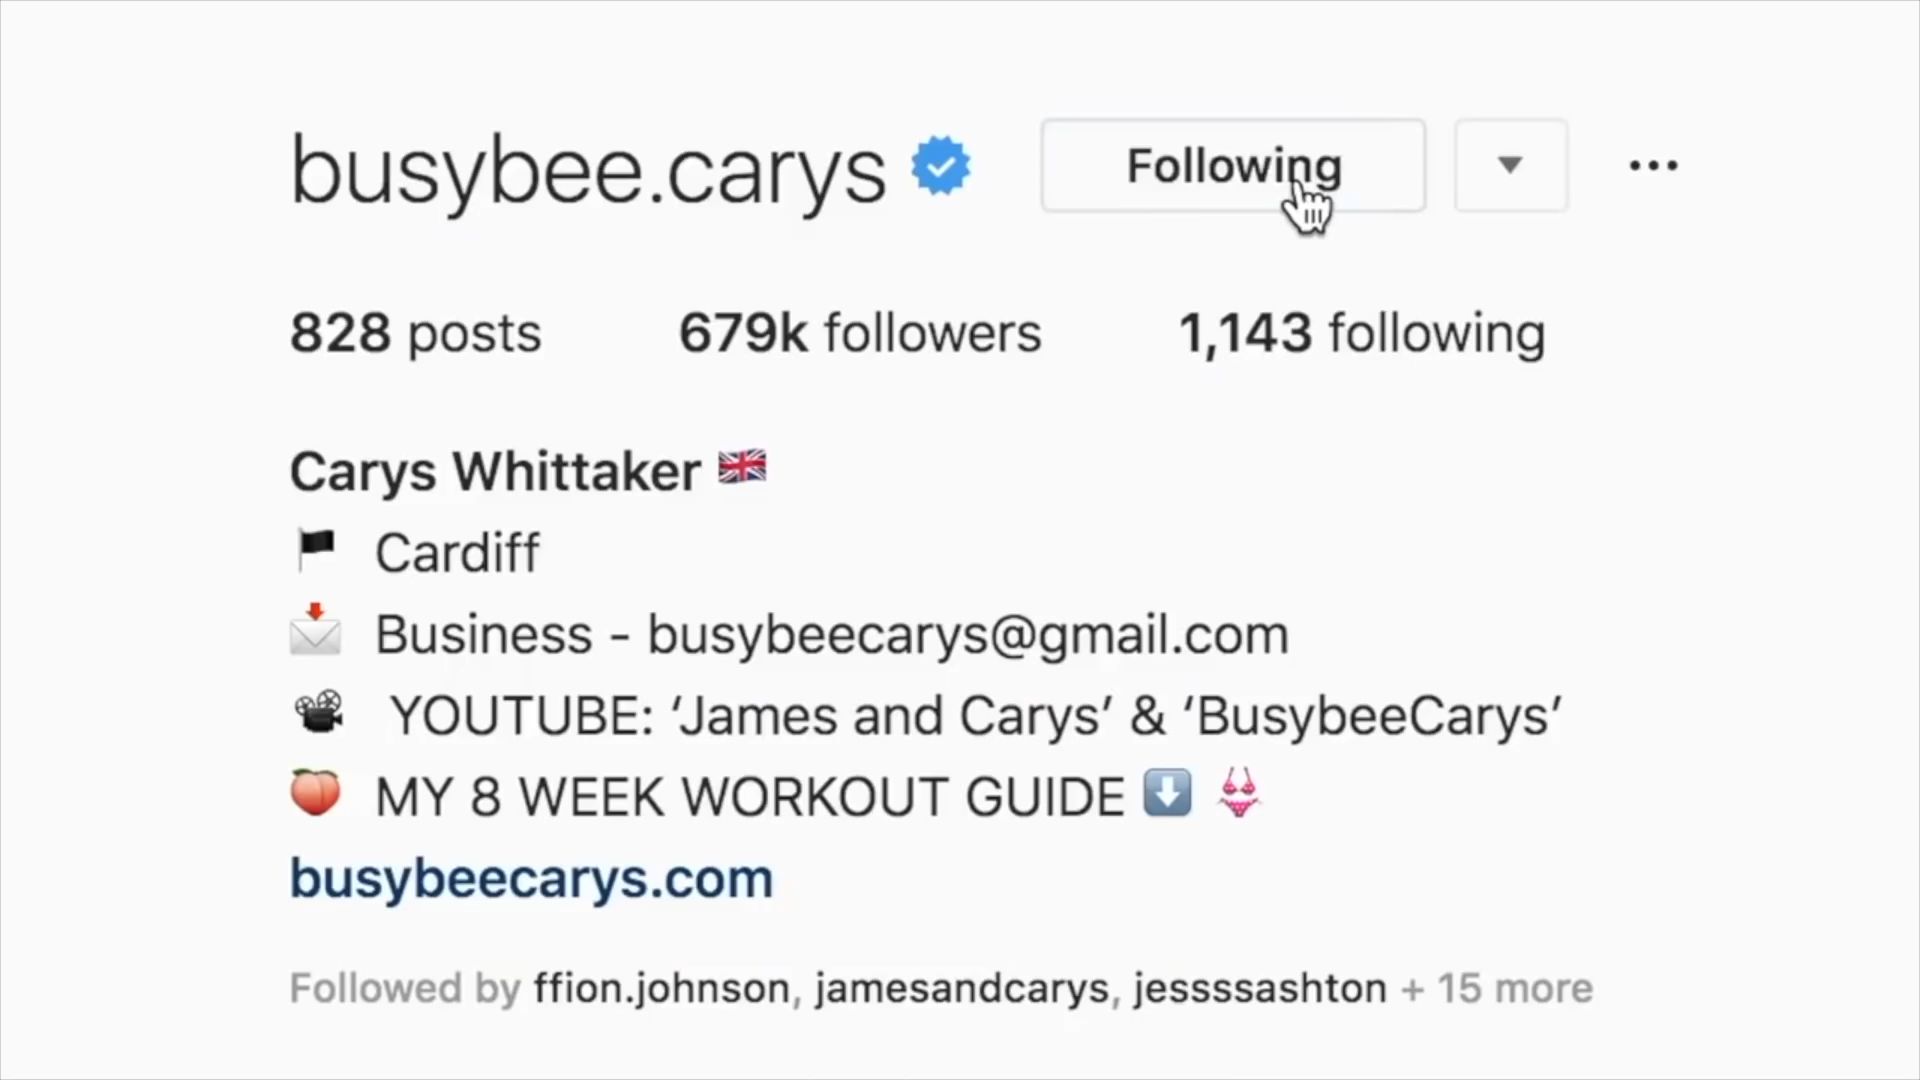 busybee.carys Following
828 posts 679k followers 1,143 following
Carys Whittaker 🇬🇧
🏴 Cardiff
📩 Business - busybeecarys@gmail.com
📽 YOUTUBE: ‘James and Carys’ & ‘BusybeeCarys’
🍑 MY 8 WEEK WORKOUT GUIDE ⬇️ 👙
busybeecarys.com
Followed by ffion.johnson, jamesandcarys, jessssashton + 15 more